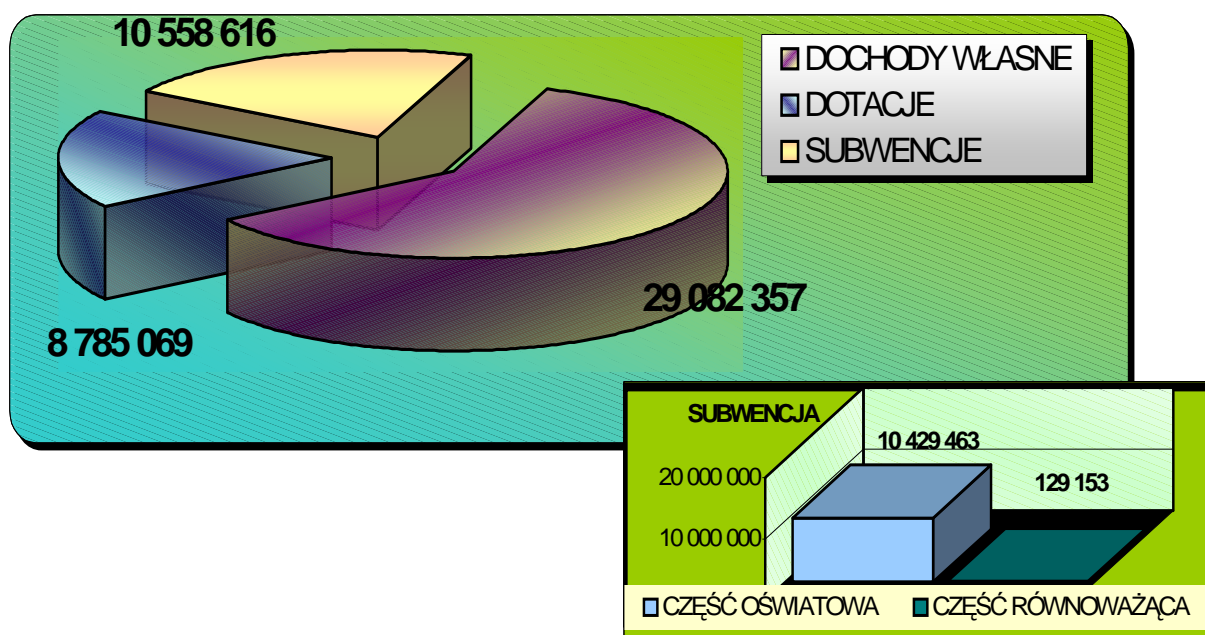 10 558 616
DOCHODY WŁASNE
DOTACJE
SUBWENCJE
29 082 357
8 785 069
SUBWENCJA
10 429 463
20 000 000
129 153
10 000 000
CZĘŚĆ OŚWIATOWA
CZĘŚĆ RÓWNOWAŻĄCA